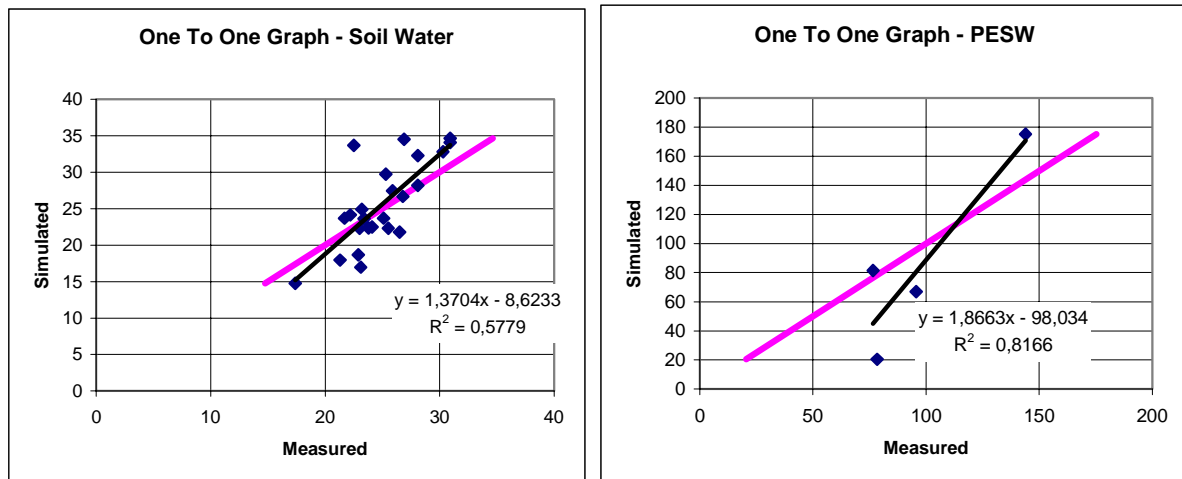 One To One Graph - Soil Water
Simulated
40
35
30
25
20
15
10
5
0
y = 1,3704x - 8,6233
R² = 0,5779
0 10 20 30 40
Measured
One To One Graph - PESW
Simulated
200
180
160
140
120
100
80
60
40
20
0
y = 1,8663x - 98,034
R² = 0,8166
0 50 100 150 200
Measured